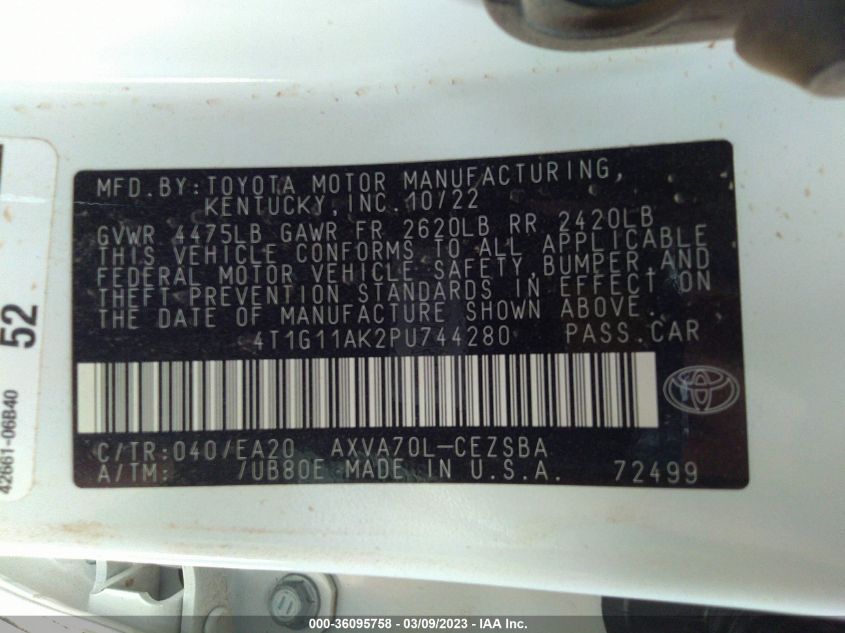 MFD.BY:TOYOTA MOTOR MANUFACTURING,
KENTUCKY,INC.10/22
GVWR 4475LB GAWR FR 2620LB RR 2420LB
THIS VEHICLE CONFORMS TO ALL APPLICABLE
FEDERAL MOTOR VEHICLE SAFETY,BUMPER,AND
THEFT PREVENTION STANDARDS IN EFFECT ON
THE DATE OF MANUFACTURE SHOWN ABOVE.
4T1G11AK2PU744280 PASS.CAR
C/TR:040/EA20 AXVA70L-CEZSBA
A/TM: /UB80E MADE IN U.S.A. 72499
52
42661-06B40
000-36095758 - 03/09/2023 - IAA Inc.